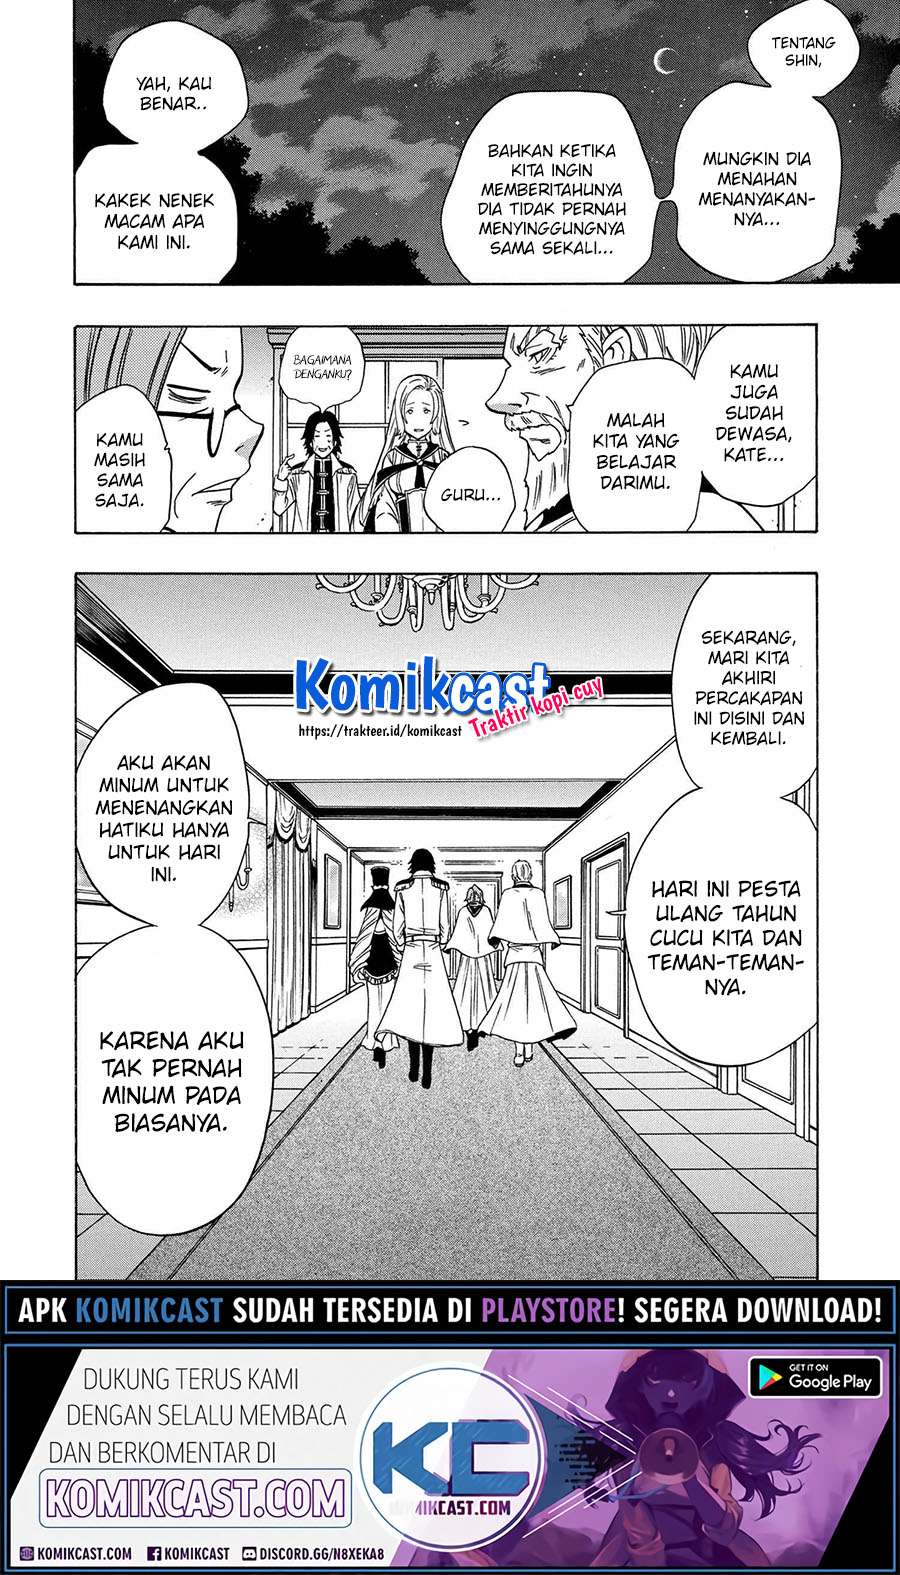 TENTANG
SHIN,
MUNGKIN DIA
MENAHAN
MENANYAKAN-
NYA...
BAHKAN KETIKA
KITA INGIN
MEMBERITAHUNYA
DIA TIDAK PERNAH
MENYINGGUNGNYA
SAMA SEKALI...
YAH, KAU
BENAR..
KAKEK NENEK
MACAM APA
KAMI INI.
KAMU
JUGA
SUDAH
DEWASA,
KATE...
MALAH
KITA YANG
BELAJAR
DARIMU.
GURU...
BAGAIMANA
DENGANKU?
KAMU
MASIH
SAMA
SAJA.
SEKARANG,
MARI KITA
AKHIRI
PERCAKAPAN
INI DISINI DAN
KEMBALI.
HARI INI PESTA
ULANG TAHUN
CUCU KITA DAN
TEMAN-TEMAN-
NYA.
Komikcast
https://trakteer.id/komikcast
Traktir kopi cuy
AKU AKAN
MINUM UNTUK
MENENANGKAN
HATIKU HANYA
UNTUK HARI
INI.
KARENA AKU
TAK PERNAH
MINUM PADA
BIASANYA.
APK KOMIKCAST SUDAH TERSEDIA DI PLAYSTORE! SEGERA DOWNLOAD!
DUKUNG TERUS KAMI
DENGAN SELALU MEMBACA
DAN BERKOMENTAR DI
KOMIKCAST.COM
KOMIKCAST.COM KOMIKCAST DISCORD.GG/N8XEKA8
KC
WWW.KOMIKCAST.COM
GET IT ON
Google Play